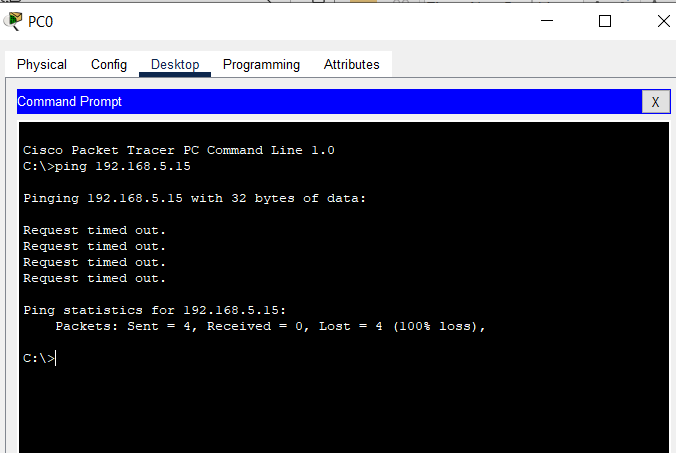 PC0
Physical Config Desktop Programming Attributes
Command Prompt
X
Cisco Packet Tracer PC Command Line 1.0
C:\>ping 192.168.5.15
Pinging 192.168.5.15 with 32 bytes of data:
Request timed out.
Request timed out.
Request timed out.
Request timed out.
Ping statistics for 192.168.5.15:
Packets: Sent = 4, Received = 0, Lost = 4 (100% loss),
C:\>